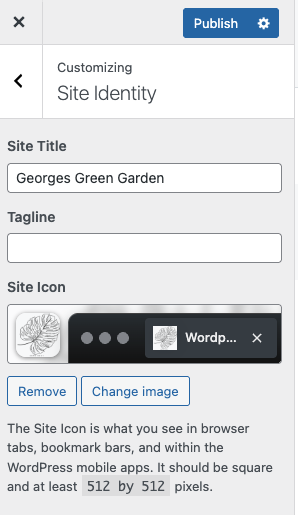 Publish
Customizing
Site Identity
Site Title
Georges Green Garden
Tagline
Site Icon
Wordp...
Remove
Change image
The Site Icon is what you see in browser
tabs, bookmark bars, and within the
WordPress mobile apps. It should be square
and at least 512 by 512 pixels.